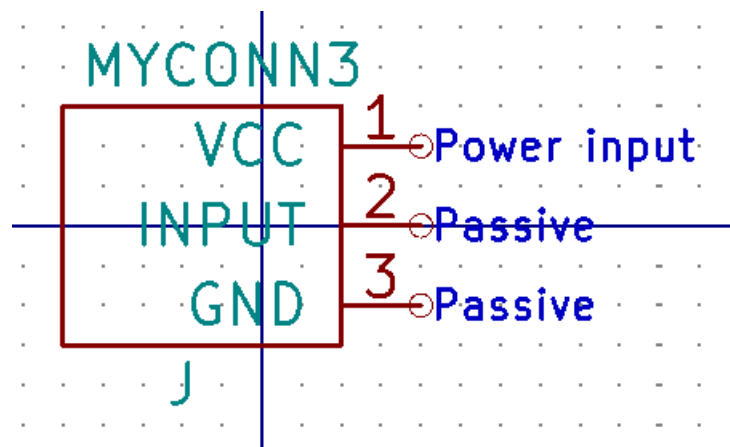 MYCONN3
VCC 1 Power input
INPUT 2 Passive
GND 3 Passive
J